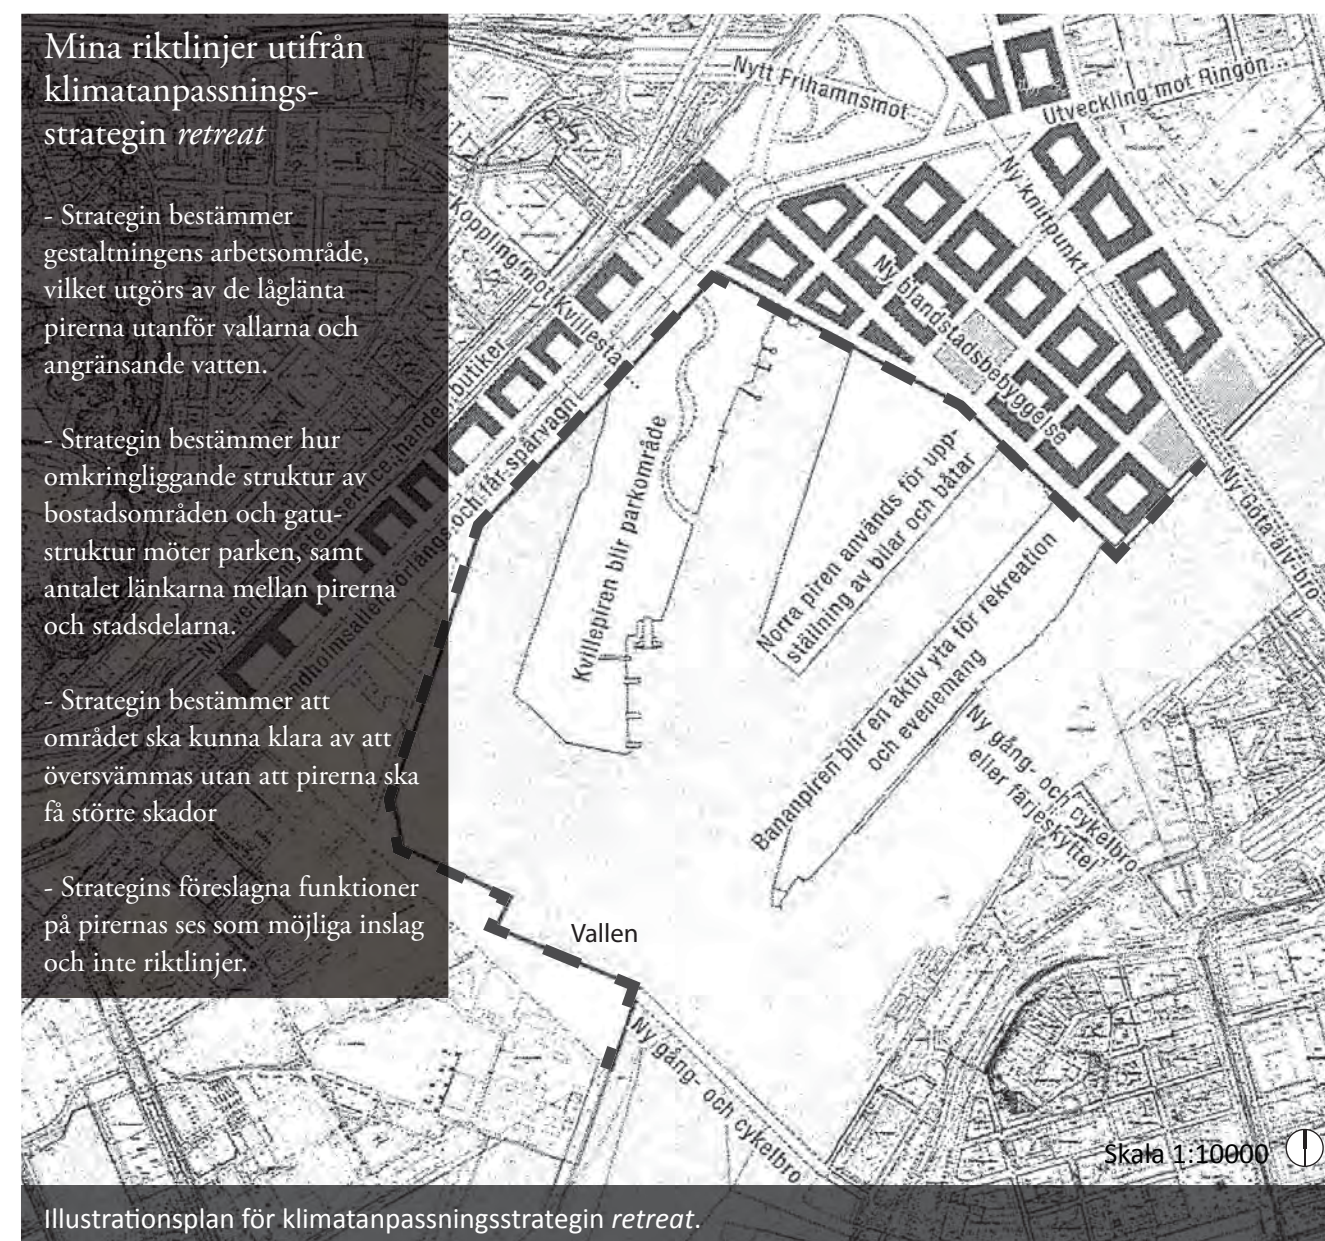 Mina riktlinjer utifrån
klimatanpassnings-
strategin retreat
- Strategin bestämmer
gestaltningens arbetsområde,
vilket utgörs av de låglänta
pirerna utanför vallarna och
angränsande vatten.
- Strategin bestämmer hur
omkringliggande struktur av
bostadsområden och gatu-
struktur möter parken, samt
antalet länkarna mellan pirerna
och stadsdelarna.
- Strategin bestämmer att
området ska kunna klara av att
översvämmas utan att pirerna ska
få större skador
- Strategins föreslagna funktioner
på pirernas ses som möjliga inslag
och inte riktlinjer.
Nytt Frihamnsmot
Utveckling mot Ringön...
Ny knutpunkt
Koppling mot Kvillesta
Ny blandstadsbebyggelse
butiker
service, handel
och får spårvagn
Kvillepiren blir parkområde
Norra piren används för upp-
ställning av bilar och båtar
Bananpiren blir en aktiv yta för rekreation
och evenemang
Ny Göta älv-bro
Ny gång- och cykelbro
eller färjeskyttel
Vallen
Ny gång- och cykelbro
Skala 1:10000
Illustrationsplan för klimatanpassningsstrategin retreat.